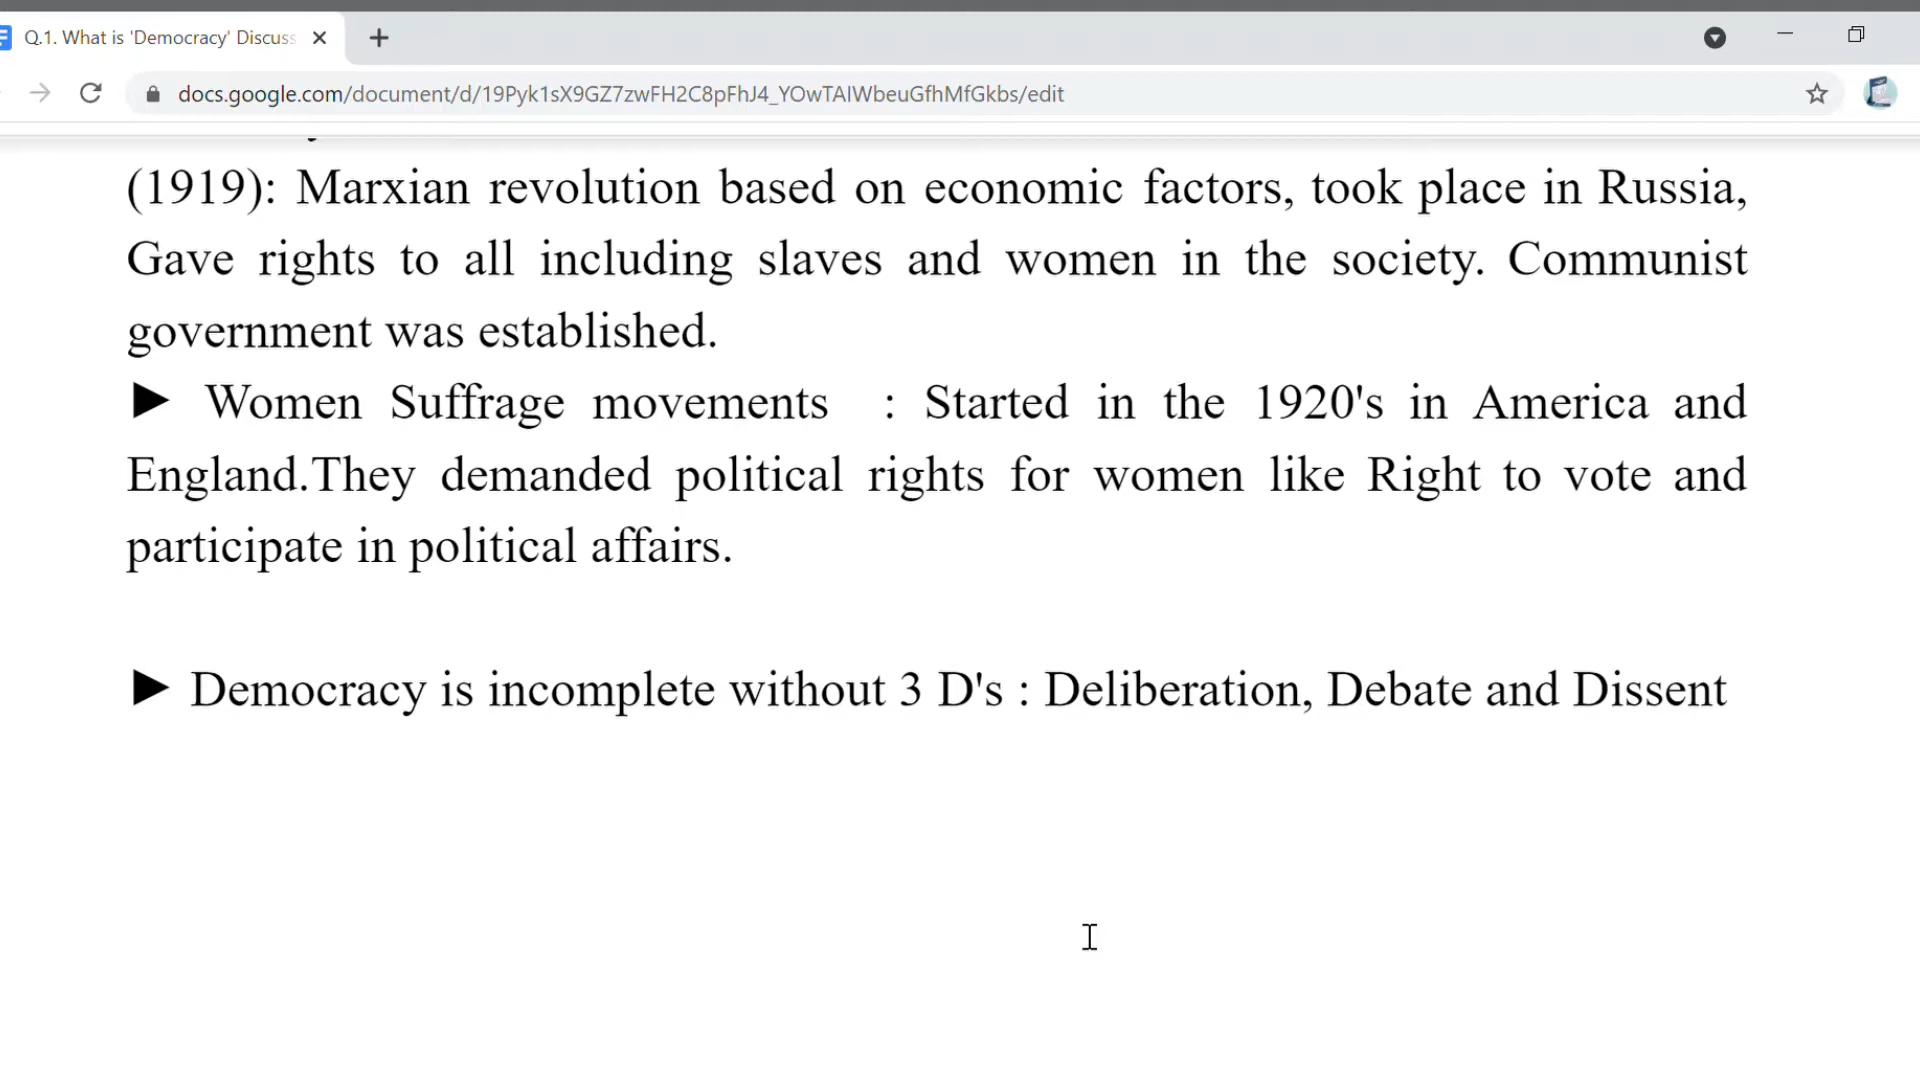 Q.1. What is 'Democracy' Discuss
docs.google.com/document/d/19Pyk1sX9GZ7zwFH2C8pFhJ4_YOwTAIWbeuGfhMfGkbs/edit
(1919): Marxian revolution based on economic factors, took place in Russia,
Gave rights to all including slaves and women in the society. Communist
government was established.
► Women Suffrage movements : Started in the 1920's in America and
England.They demanded political rights for women like Right to vote and
participate in political affairs.
► Democracy is incomplete without 3 D's : Deliberation, Debate and Dissent